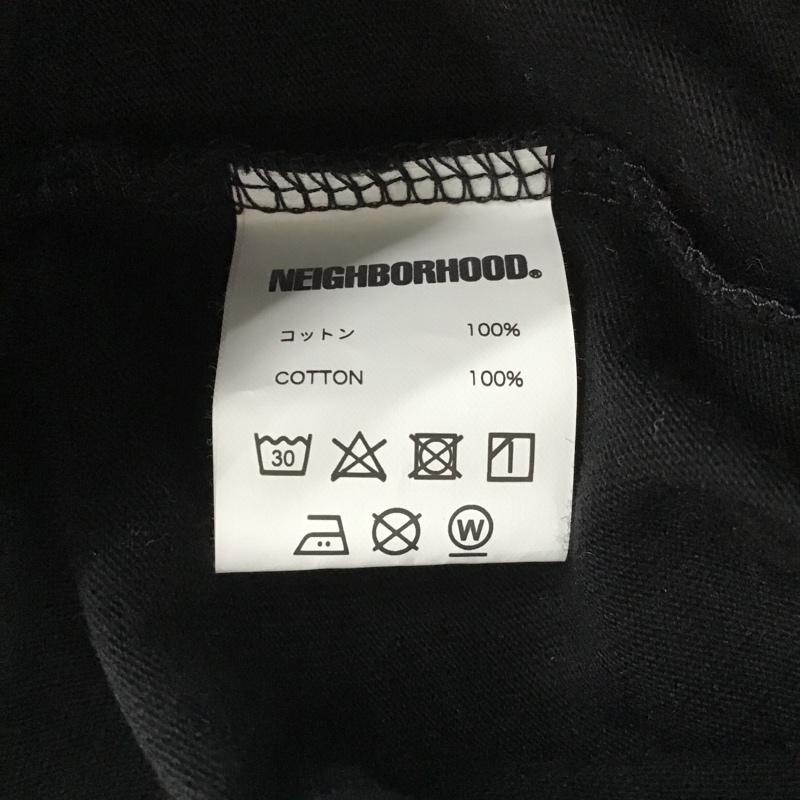 NEIGHBORHOOD®
コットン 100%
COTTON 100%
30
W